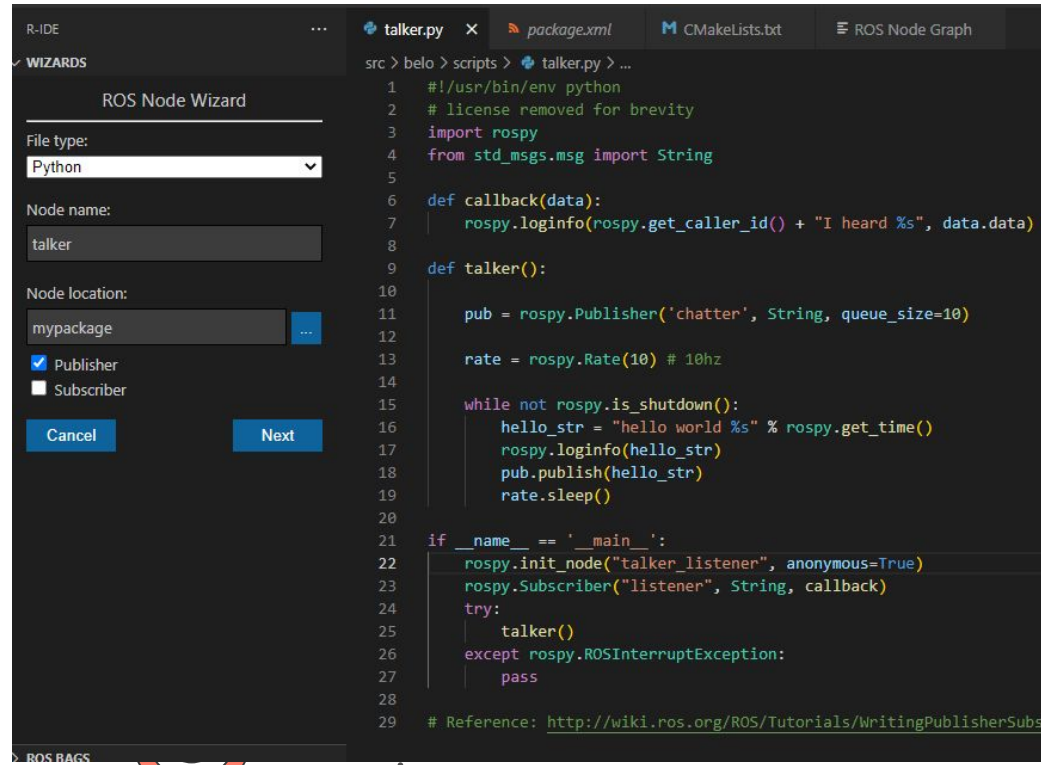 R-IDE
WIZARDS
ROS Node Wizard
File type:
Python
Node name:
talker
Node location:
mypackage
...
Publisher
Subscriber
Cancel
Next
ROS BAGS
talker.py
package.xml
CMakeLists.txt
ROS Node Graph
src > belo > scripts > talker.py > ...
1 #!/usr/bin/env python
2 # license removed for brevity
3 import rospy
4 from std_msgs.msg import String
5
6 def callback(data):
7     rospy.loginfo(rospy.get_caller_id() + "I heard %s", data.data)
8
9 def talker():
10
11     pub = rospy.Publisher('chatter', String, queue_size=10)
12
13     rate = rospy.Rate(10) # 10hz
14
15     while not rospy.is_shutdown():
16         hello_str = "hello world %s" % rospy.get_time()
17         rospy.loginfo(hello_str)
18         pub.publish(hello_str)
19         rate.sleep()
20
21 if __name__ == '__main__':
22     rospy.init_node("talker_listener", anonymous=True)
23     rospy.Subscriber("listener", String, callback)
24     try:
25         talker()
26     except rospy.ROSInterruptException:
27         pass
28
29 # Reference: http://wiki.ros.org/ROS/Tutorials/WritingPublisherSubs